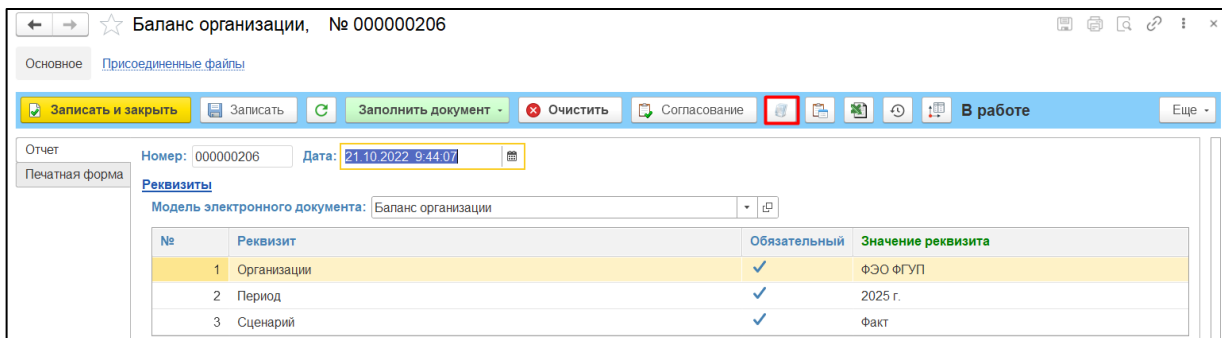 Баланс организации, № 000000206
Основное Присоединенные файлы
Записать и закрыть Записать Заполнить документ Очистить Согласование В работе Еще
Отчет
Печатная форма
Номер: 000000206 Дата: 21.10.2022 9:44:07
Реквизиты
Модель электронного документа: Баланс организации
№ Реквизит Обязательный Значение реквизита
1 Организации ФЭО ФГУП
2 Период 2025 г.
3 Сценарий Факт